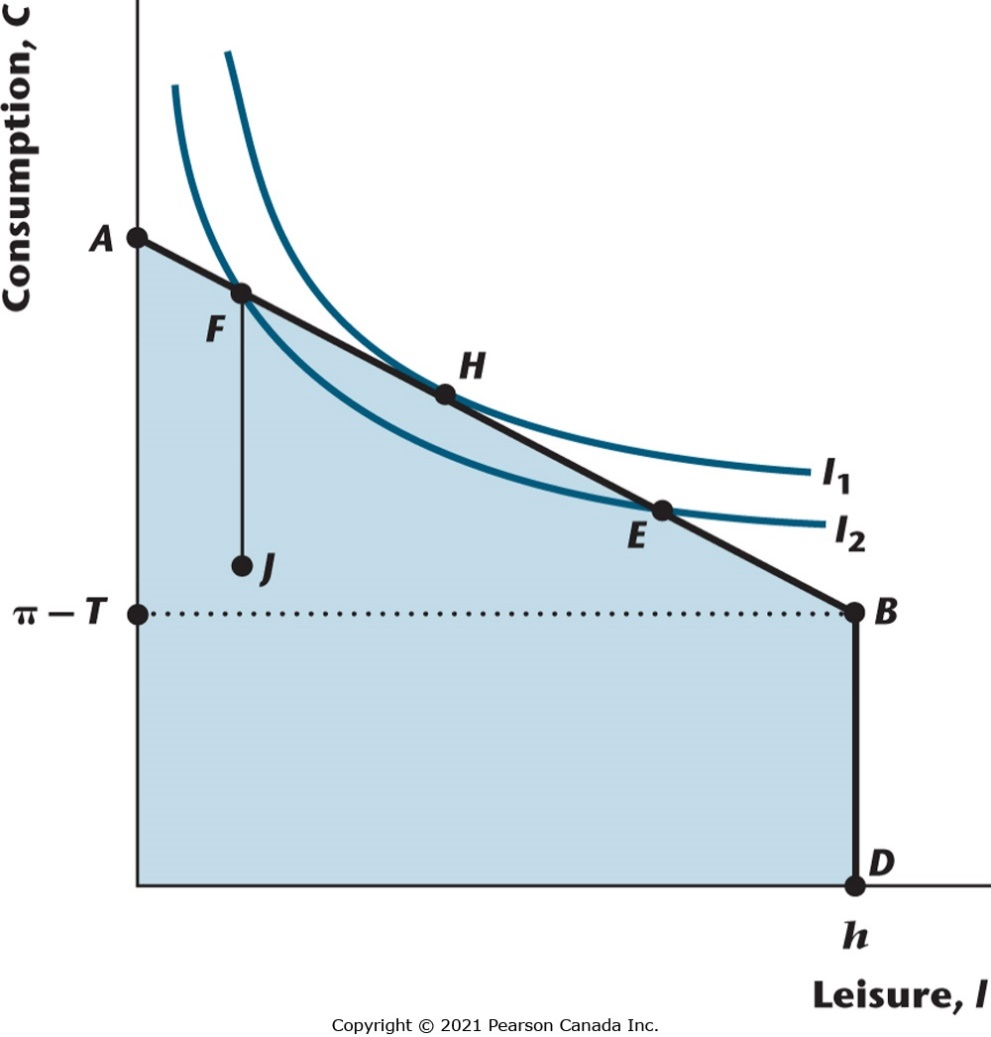 Consumption, C
A
F
H
I₁
E
I₂
J
π – T
B
D
h
Leisure, l
Copyright © 2021 Pearson Canada Inc.